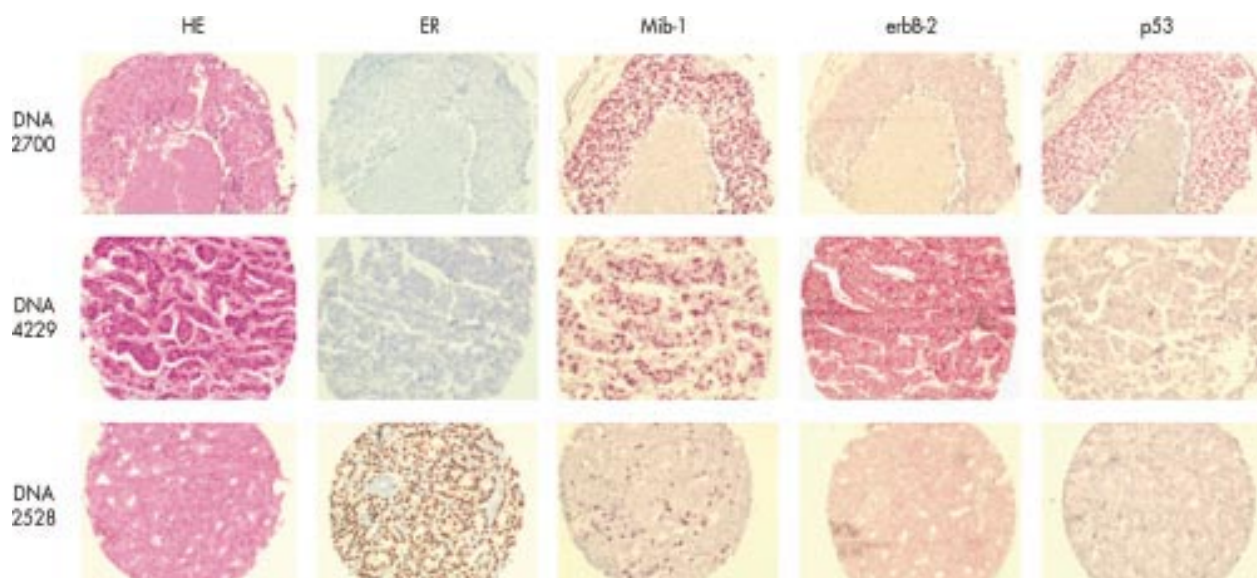 HE ER Mib-1 erbB-2 p53
DNA
2700
DNA
4229
DNA
2528